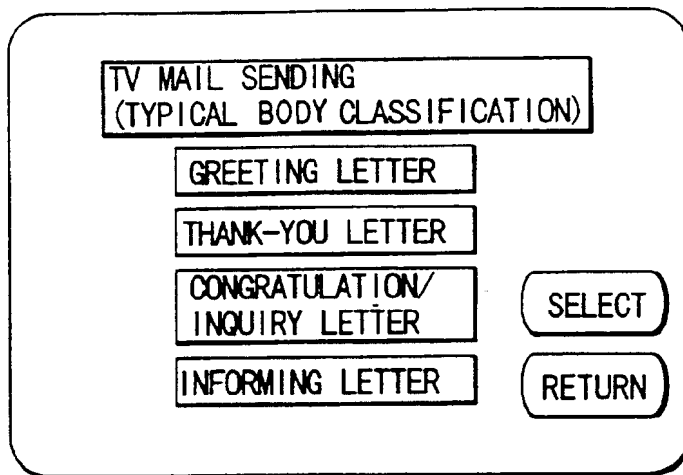 TV MAIL SENDING
(TYPICAL BODY CLASSIFICATION)
GREETING LETTER
THANK-YOU LETTER
CONGRATULATION/
INQUIRY LETTER
SELECT
INFORMING LETTER
RETURN